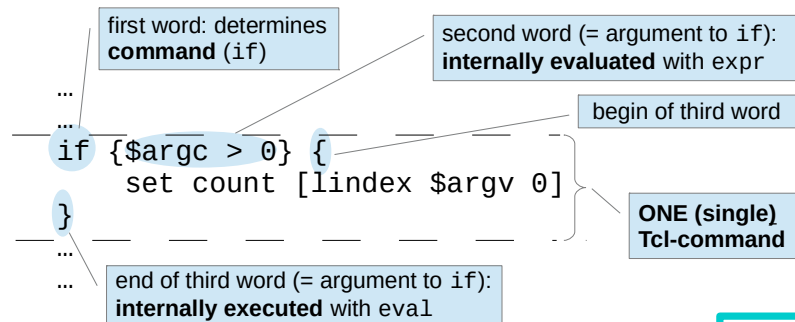 first word: determines
command (if)
second word (= argument to if):
internally evaluated with expr
…
…
begin of third word
if {$argc > 0} {
set count [lindex $argv 0]
}
ONE (single)
Tcl-command
…
…
end of third word (= argument to if):
internally executed with eval